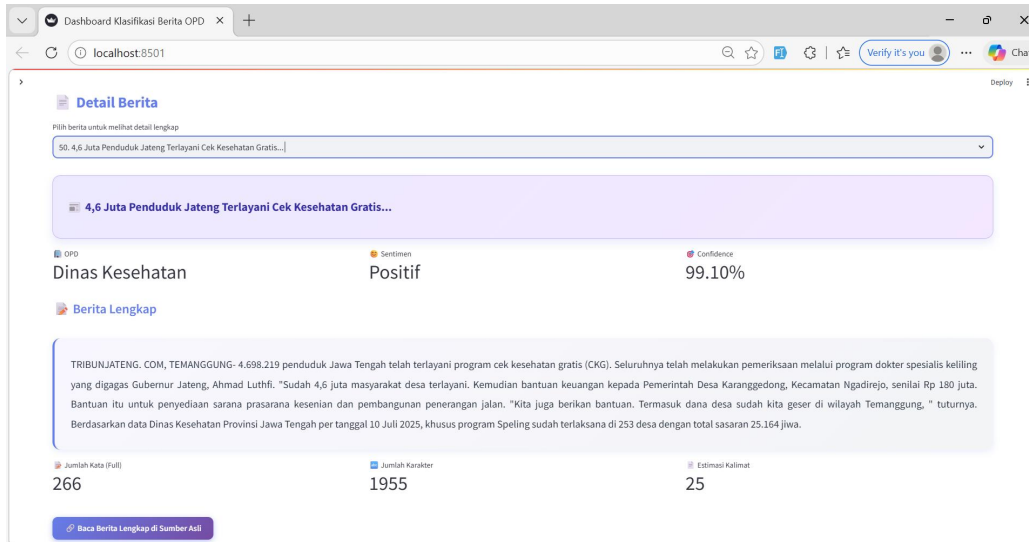 Dashboard Klasifikasi Berita OPD
localhost:8501
Verify it's you
Cha
Deploy
Detail Berita
Pilih berita untuk melihat detail lengkap
50. 4,6 Juta Penduduk Jateng Terlayani Cek Kesehatan Gratis...
4,6 Juta Penduduk Jateng Terlayani Cek Kesehatan Gratis...
OPD
Dinas Kesehatan
Sentimen
Positif
Confidence
99.10%
Berita Lengkap
TRIBUNJATENG. COM, TEMANGGUNG- 4.698.219 penduduk Jawa Tengah telah terlayani program cek kesehatan gratis (CKG). Seluruhnya telah melakukan pemeriksaan melalui program dokter spesialis keliling
yang digagas Gubernur Jateng, Ahmad Luthfi. "Sudah 4,6 juta masyarakat desa terlayani. Kemudian bantuan keuangan kepada Pemerintah Desa Karanggedong, Kecamatan Ngadirejo, senilai Rp 180 juta.
Bantuan itu untuk penyediaan sarana prasarana kesenian dan pembangunan penerangan jalan. "Kita juga berikan bantuan. Termasuk dana desa sudah kita geser di wilayah Temanggung, " tuturnya.
Berdasarkan data Dinas Kesehatan Provinsi Jawa Tengah per tanggal 10 Juli 2025, khusus program Speling sudah terlaksana di 253 desa dengan total sasaran 25.164 jiwa.
Jumlah Kata (Full)
266
Jumlah Karakter
1955
Estimasi Kalimat
25
Baca Berita Lengkap di Sumber Asli